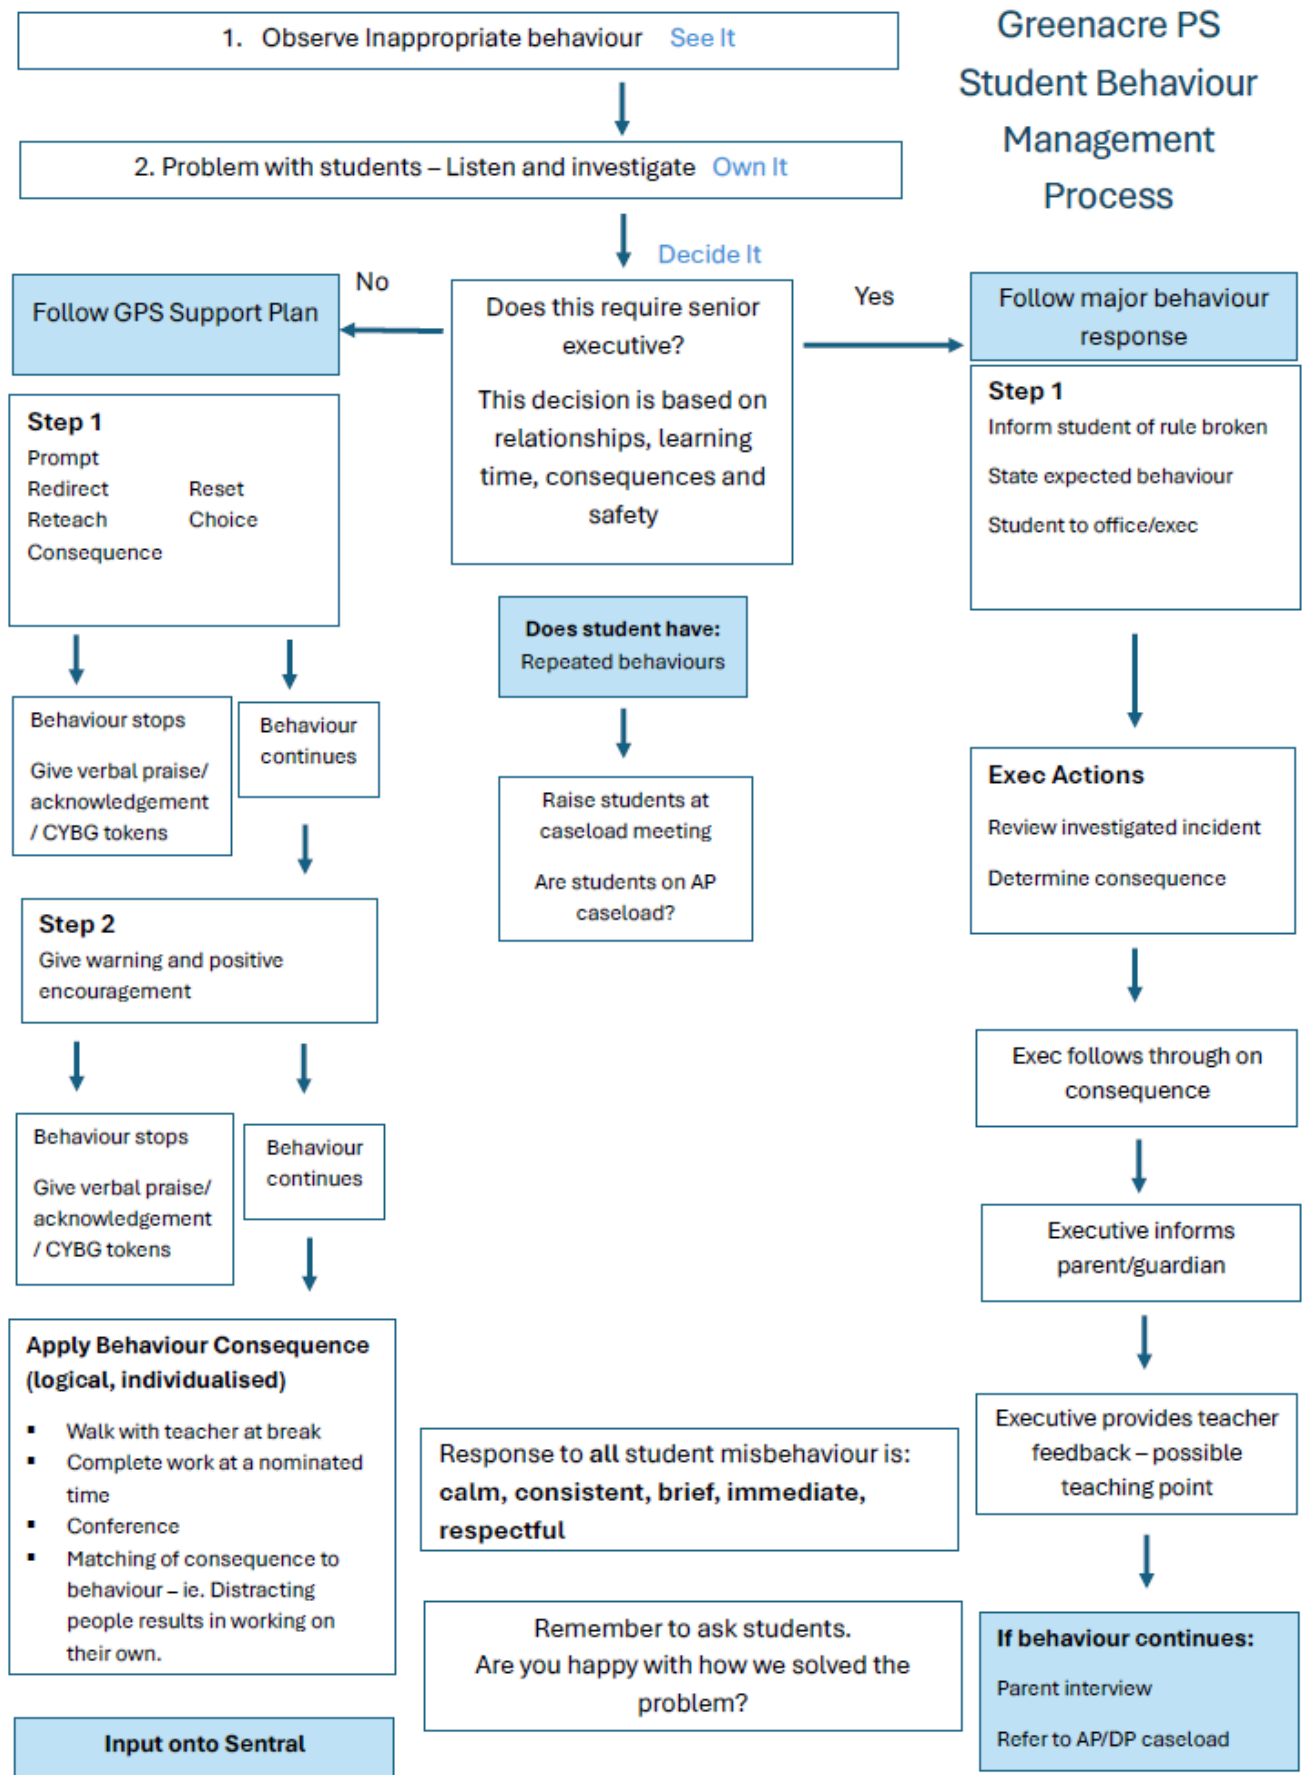 Greenacre PS
Student Behaviour
Management
Process
1. Observe Inappropriate behaviour See It
2. Problem with students – Listen and investigate Own It
Decide It
No
Yes
Does this require senior
executive?
This decision is based on
relationships, learning
time, consequences and
safety
Follow GPS Support Plan
Step 1
Prompt
Redirect Reset
Reteach Choice
Consequence
Behaviour stops
Give verbal praise/
acknowledgement
/ CYBG tokens
Behaviour
continues
Step 2
Give warning and positive
encouragement
Behaviour stops
Give verbal praise/
acknowledgement
/ CYBG tokens
Behaviour
continues
Apply Behaviour Consequence
(logical, individualised)
▪ Walk with teacher at break
▪ Complete work at a nominated
time
▪ Conference
▪ Matching of consequence to
behaviour – ie. Distracting
people results in working on
their own.
Input onto Sentral
Does student have:
Repeated behaviours
Raise students at
caseload meeting
Are students on AP
caseload?
Response to all student misbehaviour is:
calm, consistent, brief, immediate,
respectful
Remember to ask students.
Are you happy with how we solved the
problem?
Follow major behaviour
response
Step 1
Inform student of rule broken
State expected behaviour
Student to office/exec
Exec Actions
Review investigated incident
Determine consequence
Exec follows through on
consequence
Executive informs
parent/guardian
Executive provides teacher
feedback – possible
teaching point
If behaviour continues:
Parent interview
Refer to AP/DP caseload